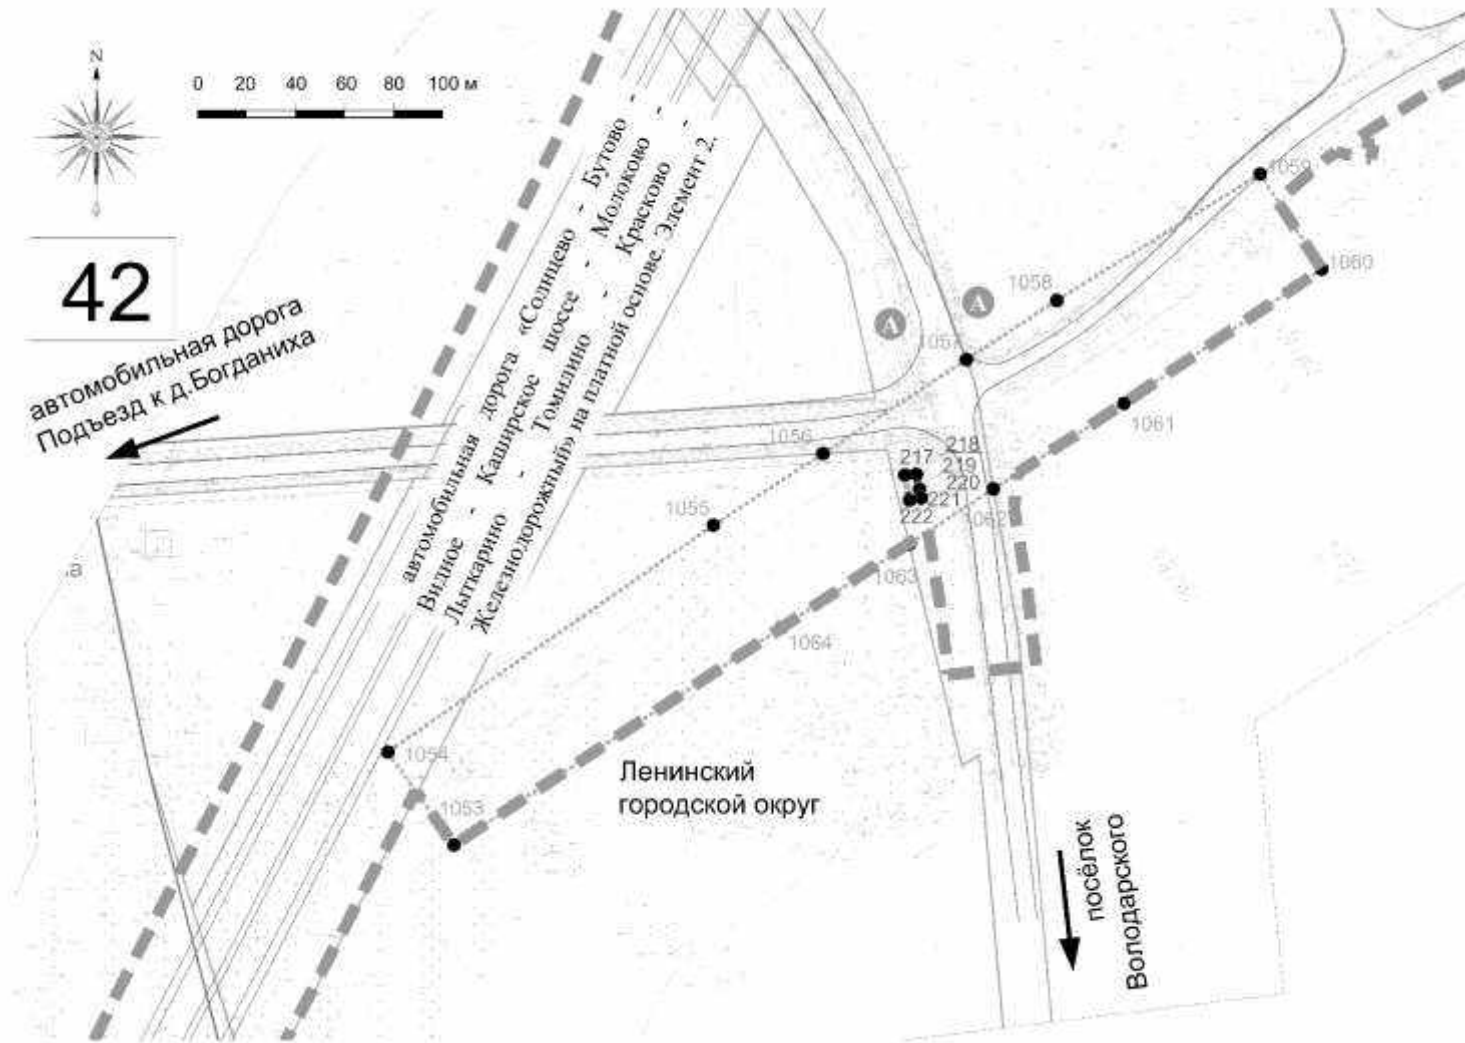 N
0 20 40 60 80 100 м
42
автомобильная дорога
Подъезд к д.Богданиха
автомобильная дорога «Солнцево - Бутово -
Видное - Каширское шоссе - Молоково -
Лыткарино - Томилино - Красково -
Железнодорожный» на платной основе. Элемент 2.
1059
1060
1058
А
А
1057
1061
1056
218
217
219
220
221
222
1062
1055
1063
1064
1054
1053
Ленинский
городской округ
посёлок
Володарского
ла